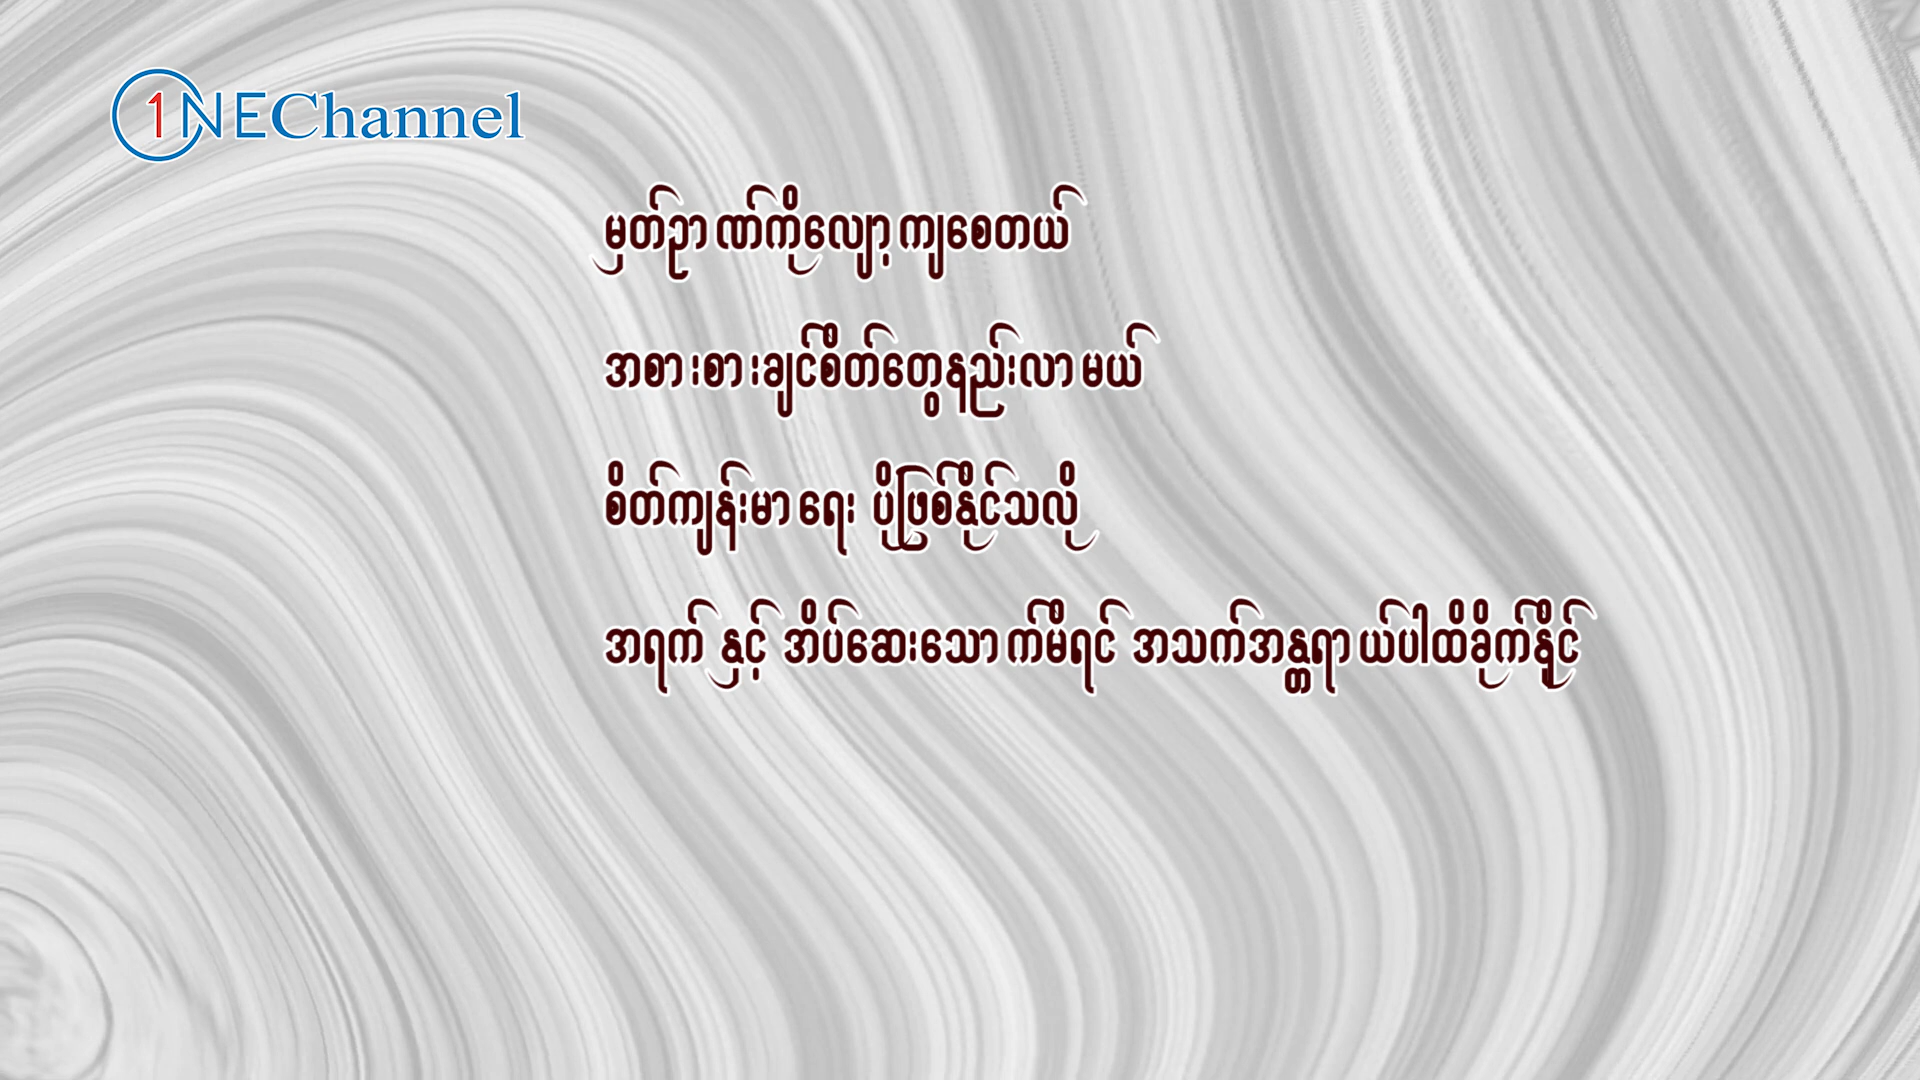 1NEChannel
မှတ်ဥာဏ်ကိုလျော့ကျစေတယ်
အစားစားချင်စိတ်တွေနည်းလာမယ်
စိတ်ကျန်းမာရေး ပိုဖြစ်နိုင်သလို
အရက် နှင့် အိပ်ဆေးသောက်မိရင် အသက်အန္တရာယ်ပါထိခိုက်နိုင်